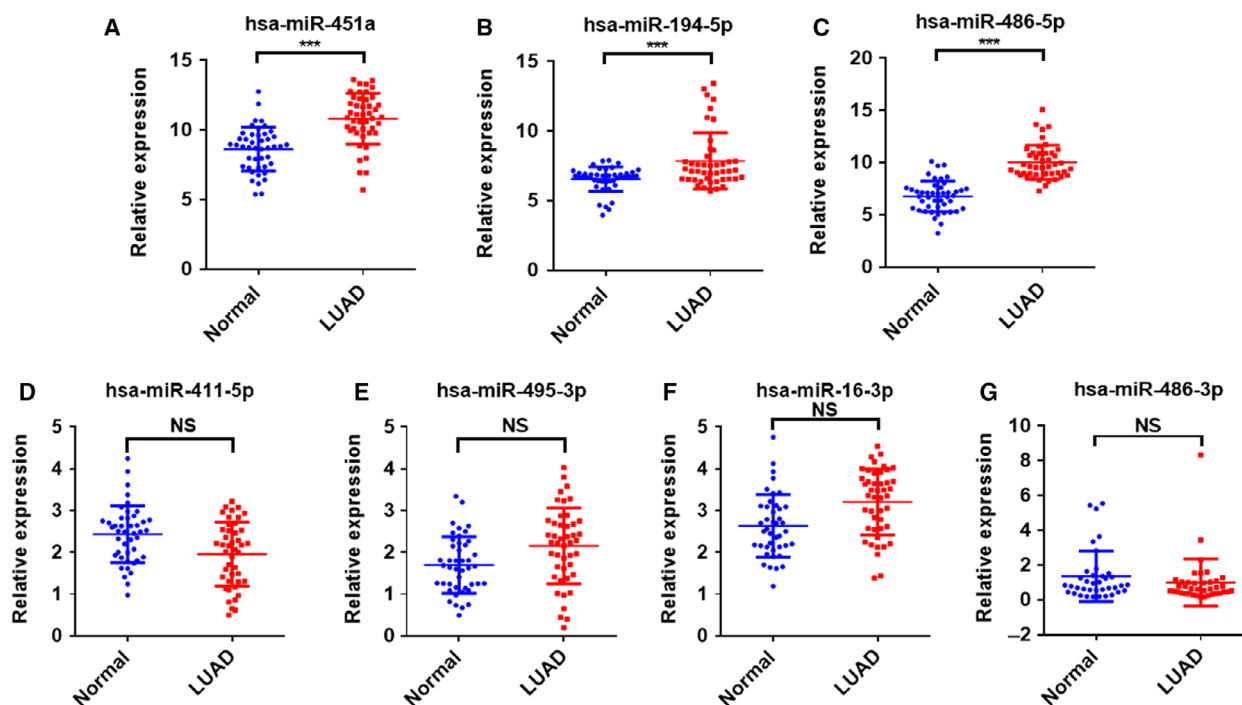 A
hsa-miR-451a
***
Relative expression
15
10
5
0
Normal
LUAD
B
hsa-miR-194-5p
***
Relative expression
15
10
5
0
Normal
LUAD
C
hsa-miR-486-5p
***
Relative expression
20
15
10
5
0
Normal
LUAD
D
hsa-miR-411-5p
NS
Relative expression
5
4
3
2
1
0
Normal
LUAD
E
hsa-miR-495-3p
NS
Relative expression
5
4
3
2
1
0
Normal
LUAD
F
hsa-miR-16-3p
NS
Relative expression
5
4
3
2
1
0
Normal
LUAD
G
hsa-miR-486-3p
NS
Relative expression
10
8
6
4
2
0
–2
Normal
LUAD